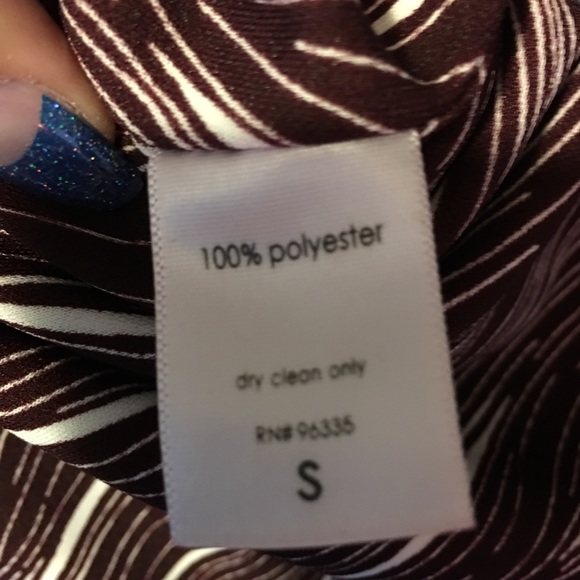 100% polyester
dry clean only
RN# 96335
S